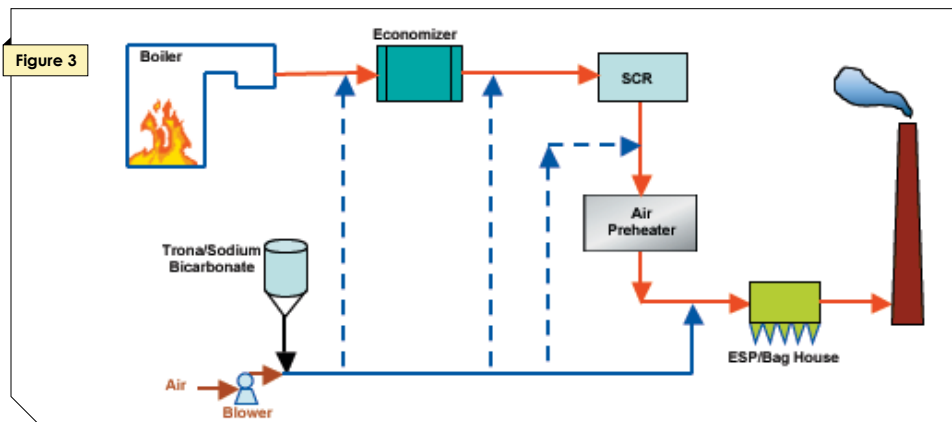 Figure 3
Boiler
Economizer
SCR
Air
Preheater
Trona/Sodium
Bicarbonate
ESP/Bag House
Air
Blower